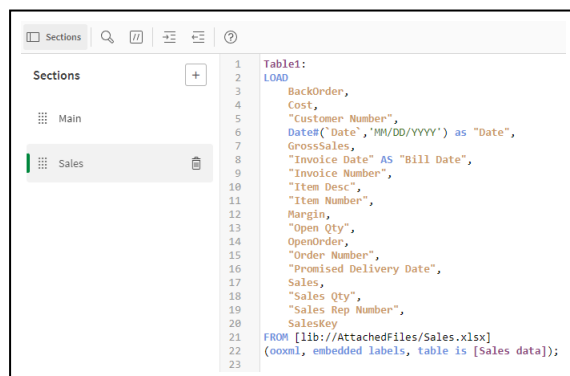 Sections
Sections
Main
Sales
1 Table1:
2 LOAD
3 BackOrder,
4 Cost,
5 "Customer Number",
6 Date#(`Date`,'MM/DD/YYYY') as "Date",
7 GrossSales,
8 "Invoice Date" AS "Bill Date",
9 "Invoice Number",
10 "Item Desc",
11 "Item Number",
12 Margin,
13 "Open Qty",
14 OpenOrder,
15 "Order Number",
16 "Promised Delivery Date",
17 Sales,
18 "Sales Qty",
19 "Sales Rep Number",
20 SalesKey
21 FROM [lib://AttachedFiles/Sales.xlsx]
22 (ooxml, embedded labels, table is [Sales data]);
23